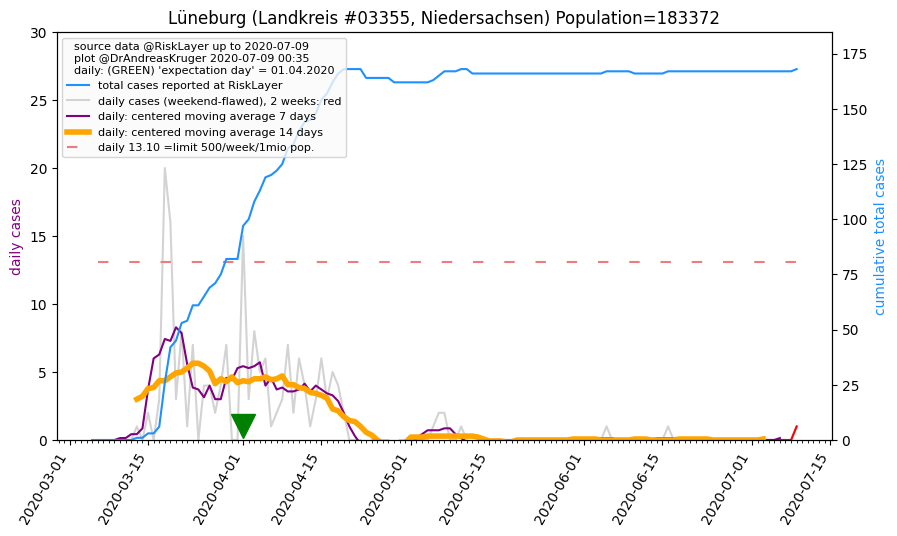 Lüneburg (Landkreis #03355, Niedersachsen) Population=183372
source data @RiskLayer up to 2020-07-09
plot @DrAndreasKruger 2020-07-09 00:35
daily: (GREEN) 'expectation day' = 01.04.2020
total cases reported at RiskLayer
daily cases (weekend-flawed), 2 weeks: red
daily: centered moving average 7 days
daily: centered moving average 14 days
daily 13.10 =limit 500/week/1mio pop.
daily cases
30
25
20
15
10
5
0
cumulative total cases
175
150
125
100
75
50
25
0
2020-03-01
2020-03-15
2020-04-01
2020-04-15
2020-05-01
2020-05-15
2020-06-01
2020-06-15
2020-07-01
2020-07-15